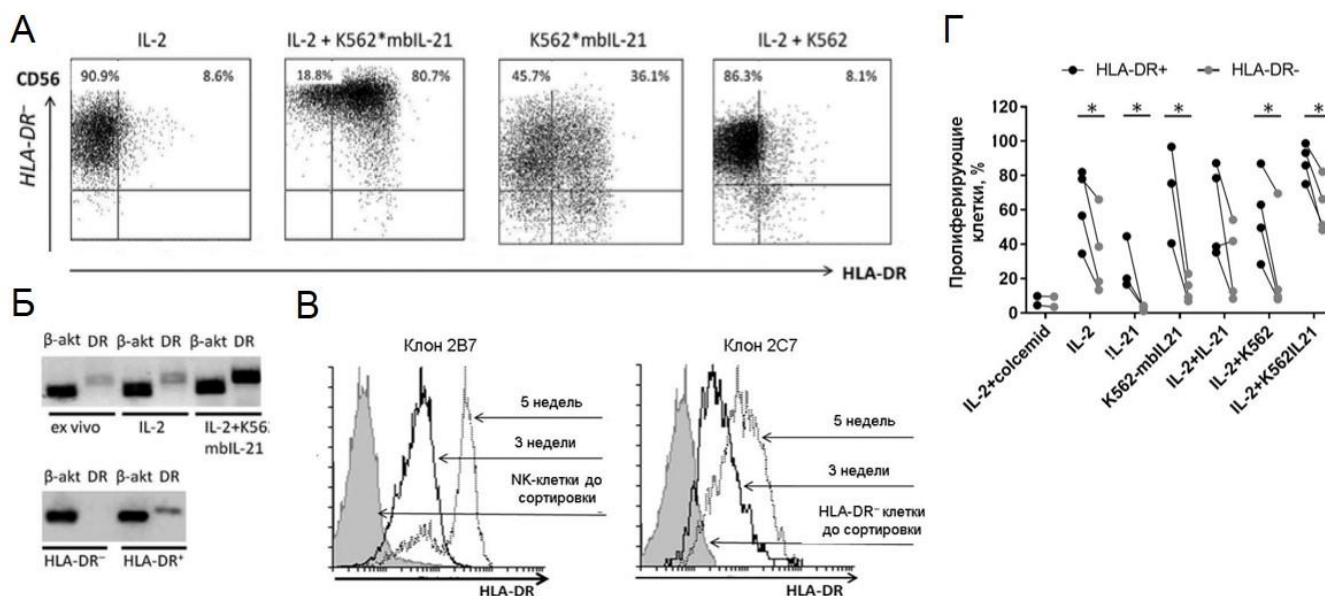 А
IL-2
IL-2 + K562*mbIL-21
K562*mbIL-21
IL-2 + K562
CD56
HLA-DR⁻
90.9%
8.6%
18.8%
80.7%
45.7%
36.1%
86.3%
8.1%
HLA-DR
Б
β-akt DR β-akt DR β-akt DR
ex vivo
IL-2
IL-2+K562
mbIL-21
β-akt DR β-akt DR
HLA-DR⁻
HLA-DR⁺
В
Клон 2B7
5 недель
3 недели
NK-клетки до
сортировки
HLA-DR
Клон 2C7
5 недель
3 недели
HLA-DR⁻ клетки
до сортировки
HLA-DR
Г
HLA-DR+
HLA-DR-
Пролиферирующие
клетки, %
120
100
80
60
40
20
0
* * * * *
IL-2+colcemid
IL-2
IL-21
K562-mbIL21
IL-2+IL-21
IL-2+K562
IL-2+K562IL21